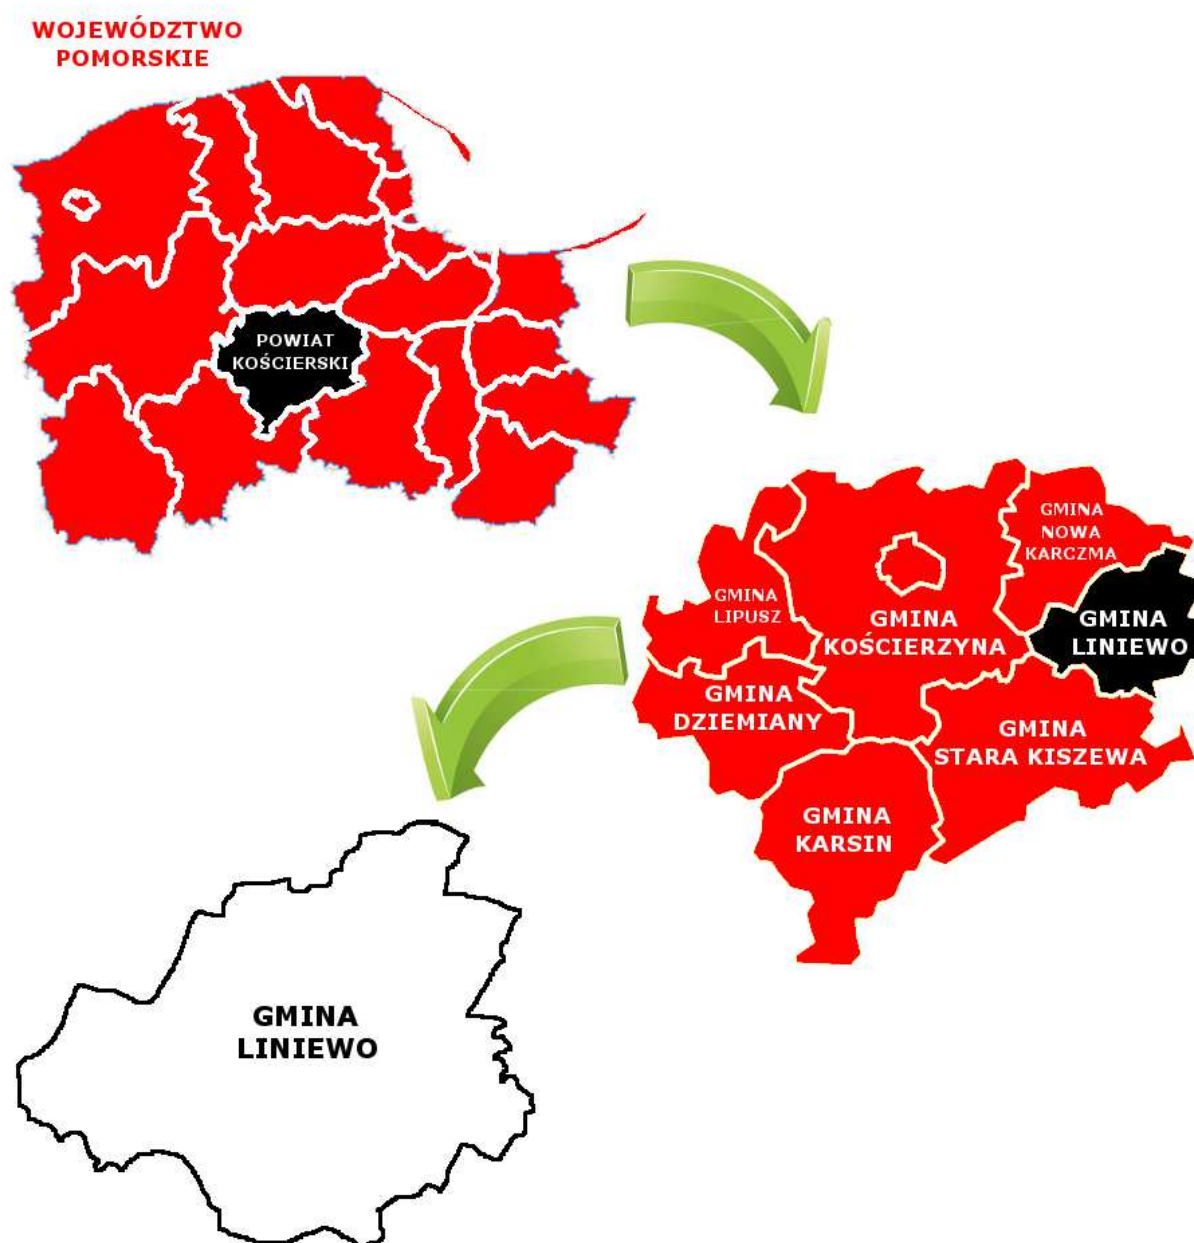 WOJEWÓDZTWO
POMORSKIE
POWIAT
KOŚCIERSKI
GMINA
NOWA
KARCZMA
GMINA
LIPUSZ
GMINA
KOŚCIERZYNA
GMINA
LINIEWO
GMINA
DZIEMIANY
GMINA
STARA KISZEWA
GMINA
KARSIN
GMINA
LINIEWO